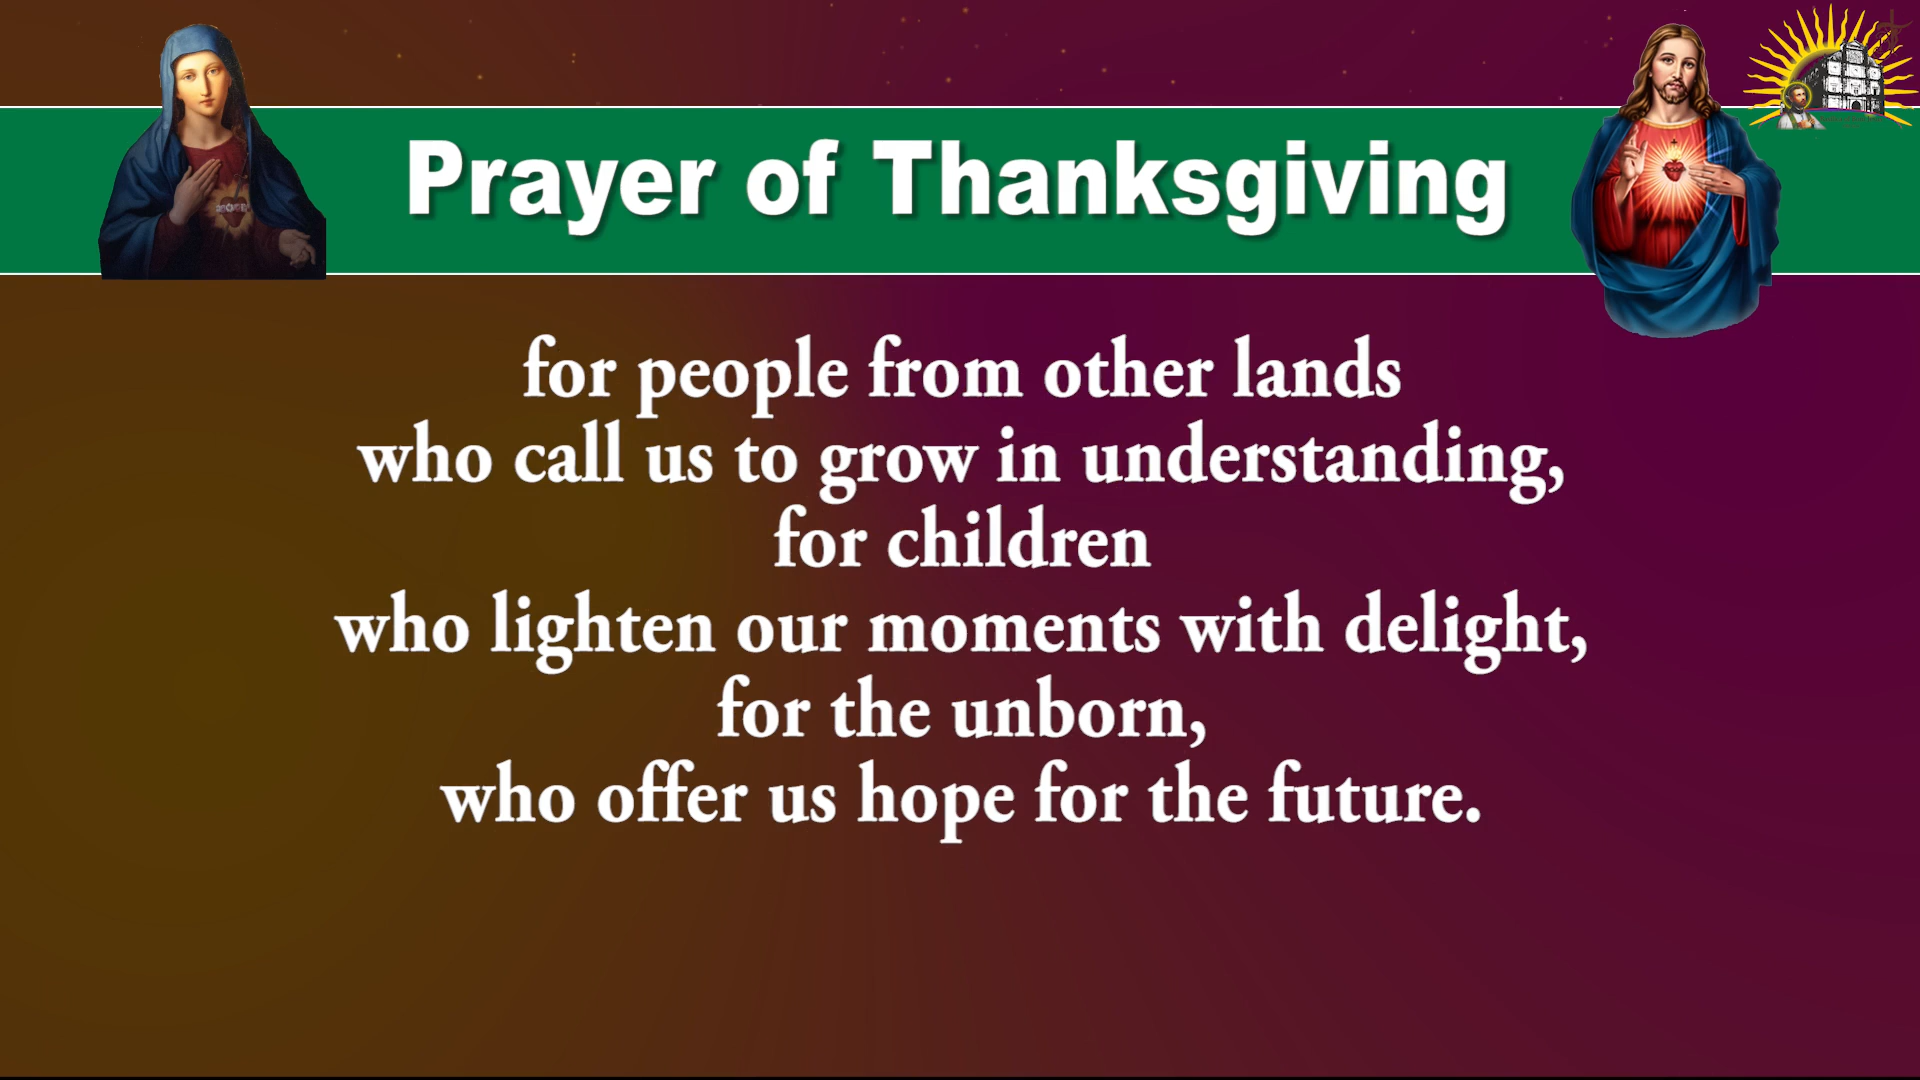 Prayer of Thanksgiving
for people from other lands
who call us to grow in understanding,
for children
who lighten our moments with delight,
for the unborn,
who offer us hope for the future.